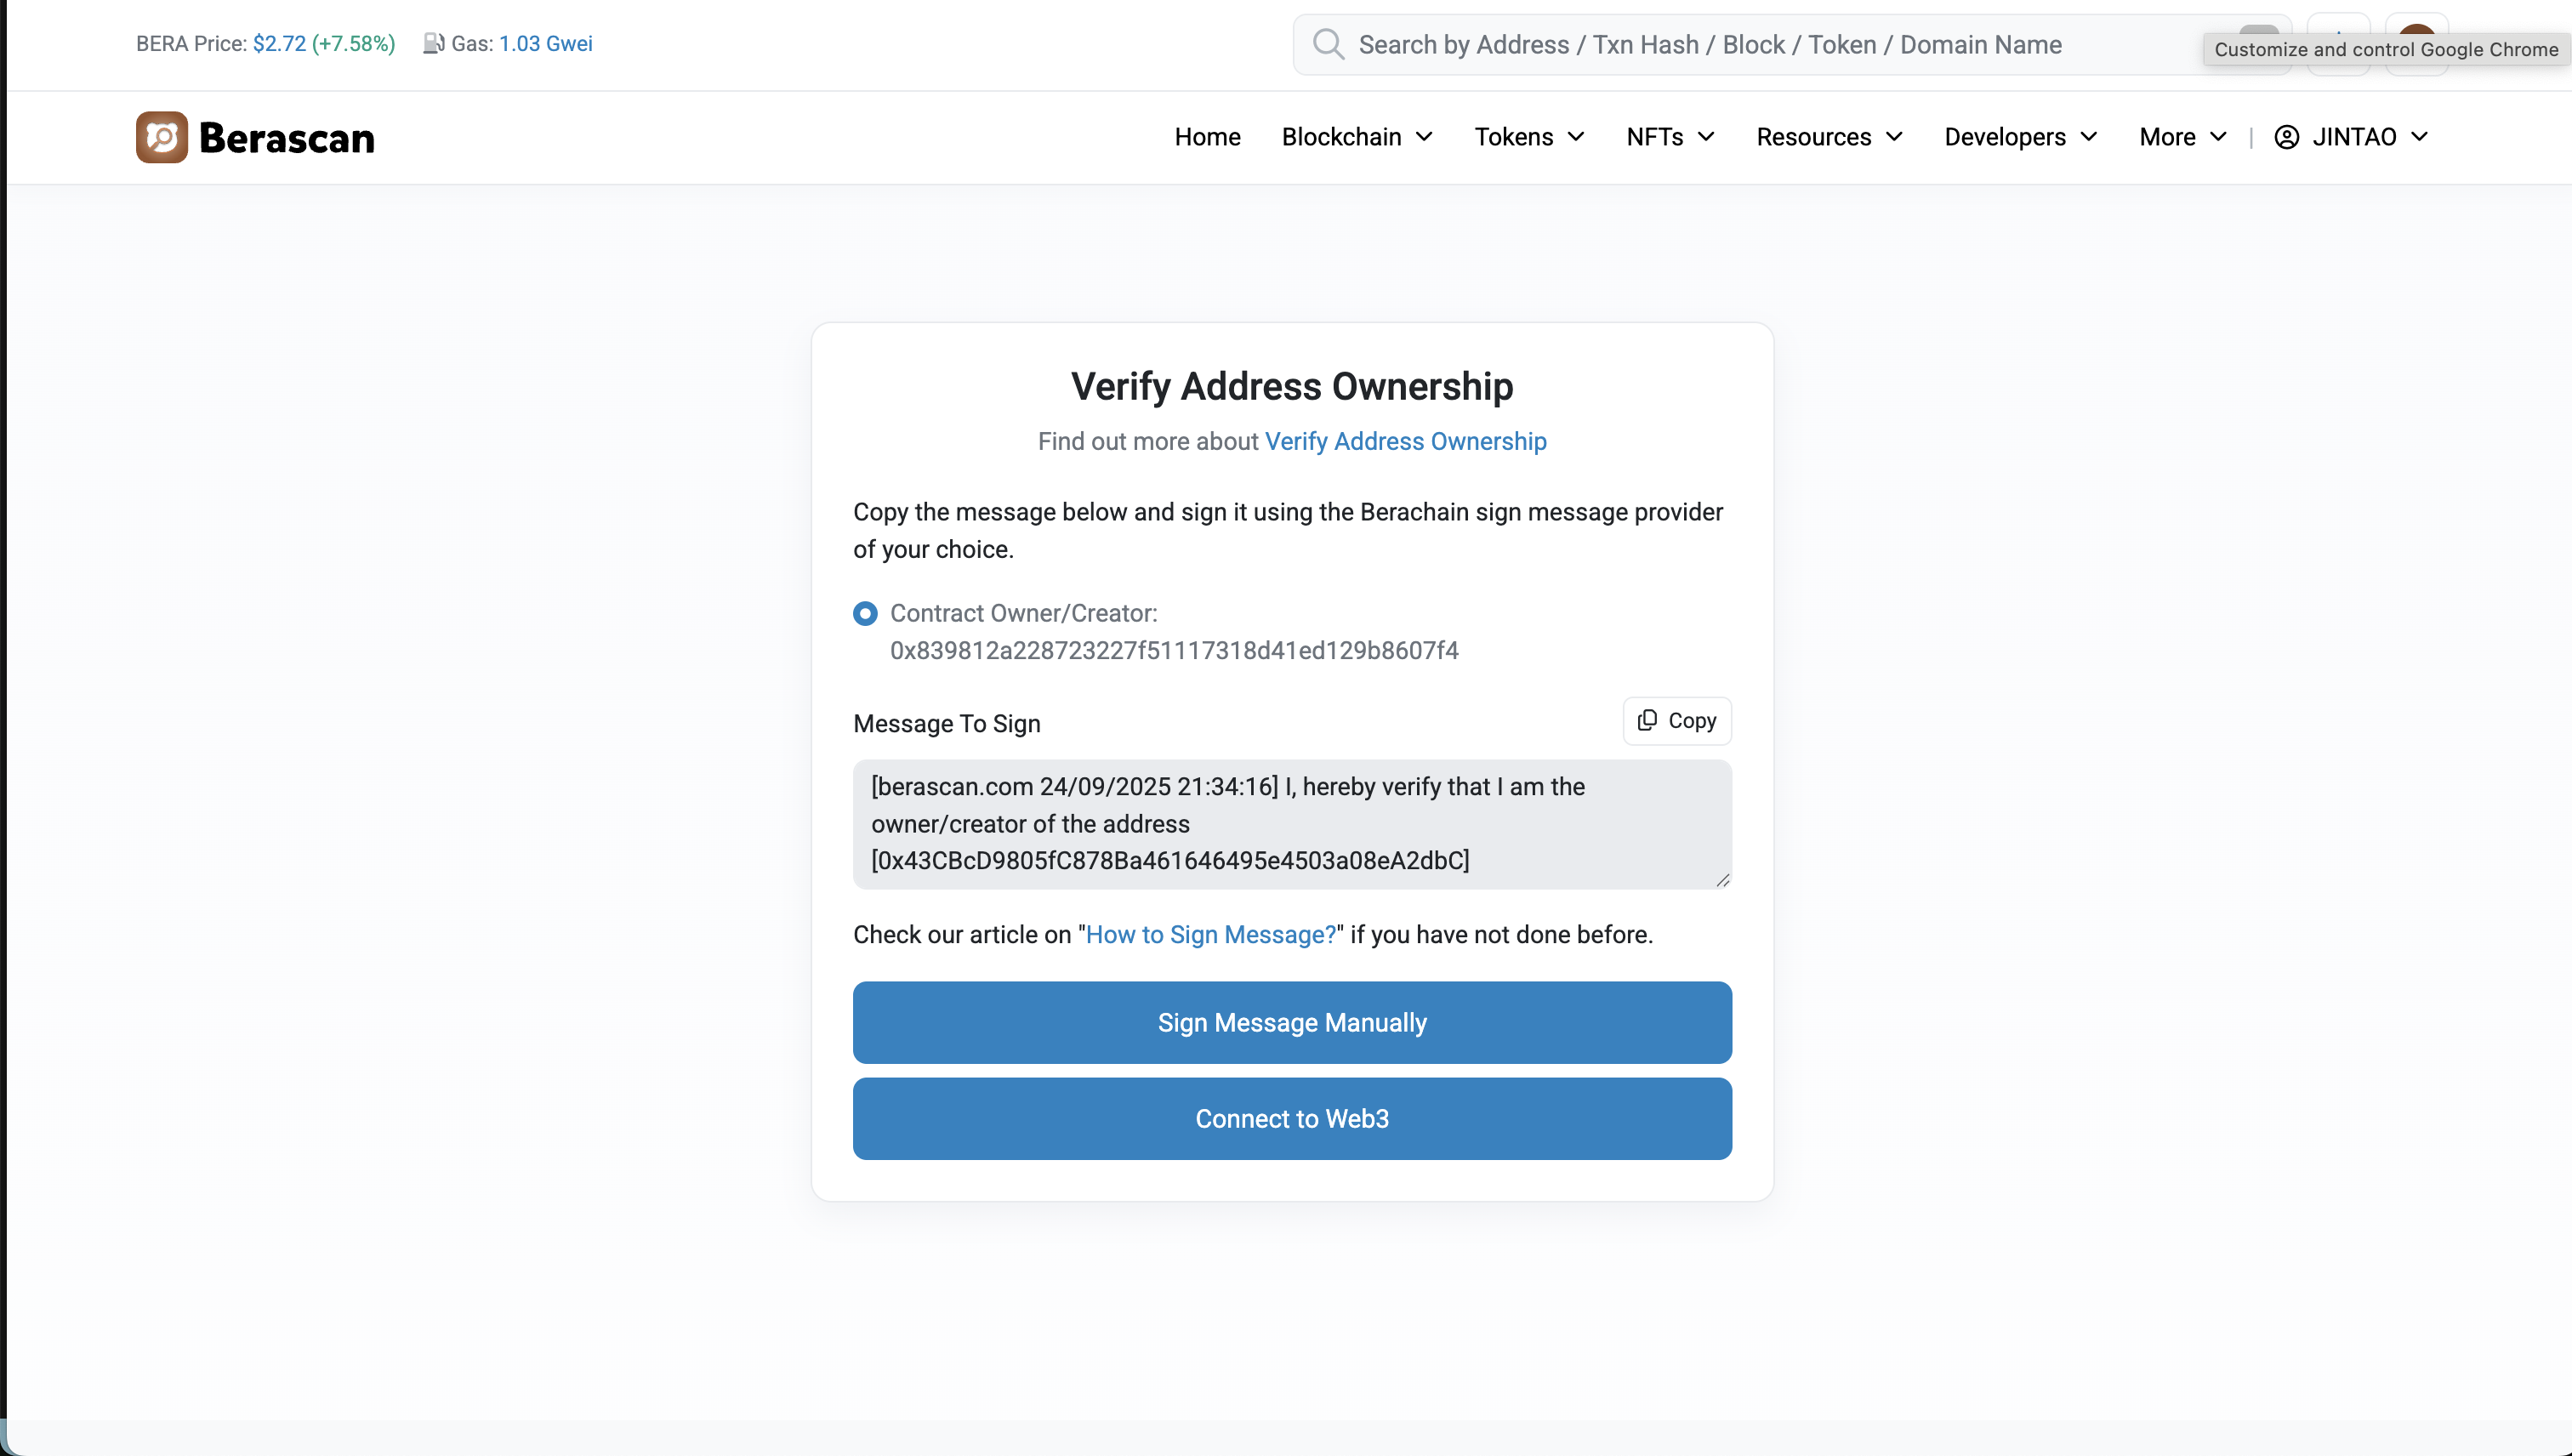 BERA Price: $2.72 (+7.58%) Gas: 1.03 Gwei
Search by Address / Txn Hash / Block / Token / Domain Name
Customize and control Google Chrome
Berascan
Home Blockchain Tokens NFTs Resources Developers More | JINTAO
Verify Address Ownership
Find out more about Verify Address Ownership
Copy the message below and sign it using the Berachain sign message provider
of your choice.
Contract Owner/Creator:
0x839812a228723227f51117318d41ed129b8607f4
Message To Sign
Copy
[berascan.com 24/09/2025 21:34:16] I, hereby verify that I am the
owner/creator of the address
[0x43CBcD9805fC878Ba461646495e4503a08eA2dbC]
Check our article on "How to Sign Message?" if you have not done before.
Sign Message Manually
Connect to Web3